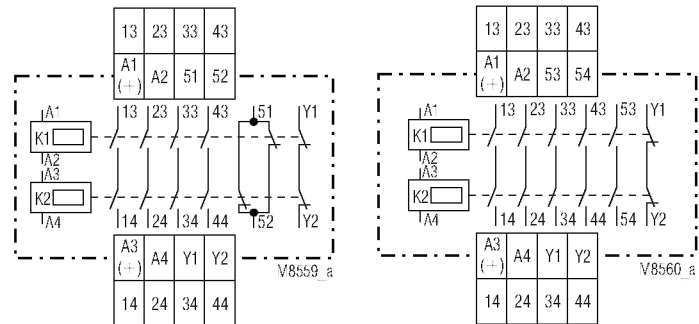 13 23 33 43
A1 (+) A2 51 52
A1 13 23 33 43 51 Y1
K1
A2
A3
K2
A4 14 24 34 44 52 Y2
A3 (+) A4 Y1 Y2
14 24 34 44
M8559_a
13 23 33 43
A1 (+) A2 53 54
A1 13 23 33 43 53 Y1
K1
A2
A3
K2
A4 14 24 34 44 54 Y2
A3 (+) A4 Y1 Y2
14 24 34 44
M8560_a